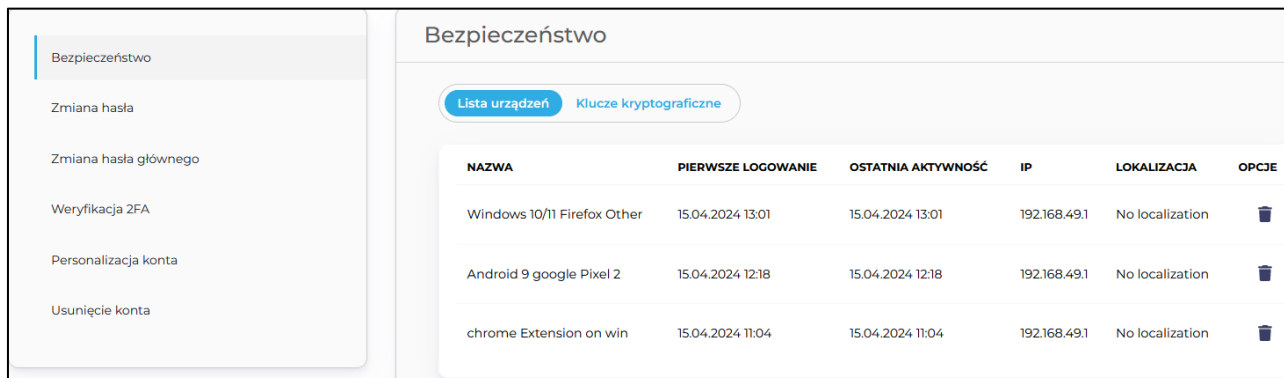 Bezpieczeństwo
Zmiana hasła
Zmiana hasła głównego
Weryfikacja 2FA
Personalizacja konta
Usunięcie konta
Bezpieczeństwo
Lista urządzeń Klucze kryptograficzne
NAZWA PIERWSZE LOGOWANIE OSTATNIA AKTYWNOŚĆ IP LOKALIZACJA OPCJE
Windows 10/11 Firefox Other 15.04.2024 13:01 15.04.2024 13:01 192.168.49.1 No localization
Android 9 google Pixel 2 15.04.2024 12:18 15.04.2024 12:18 192.168.49.1 No localization
chrome Extension on win 15.04.2024 11:04 15.04.2024 11:04 192.168.49.1 No localization